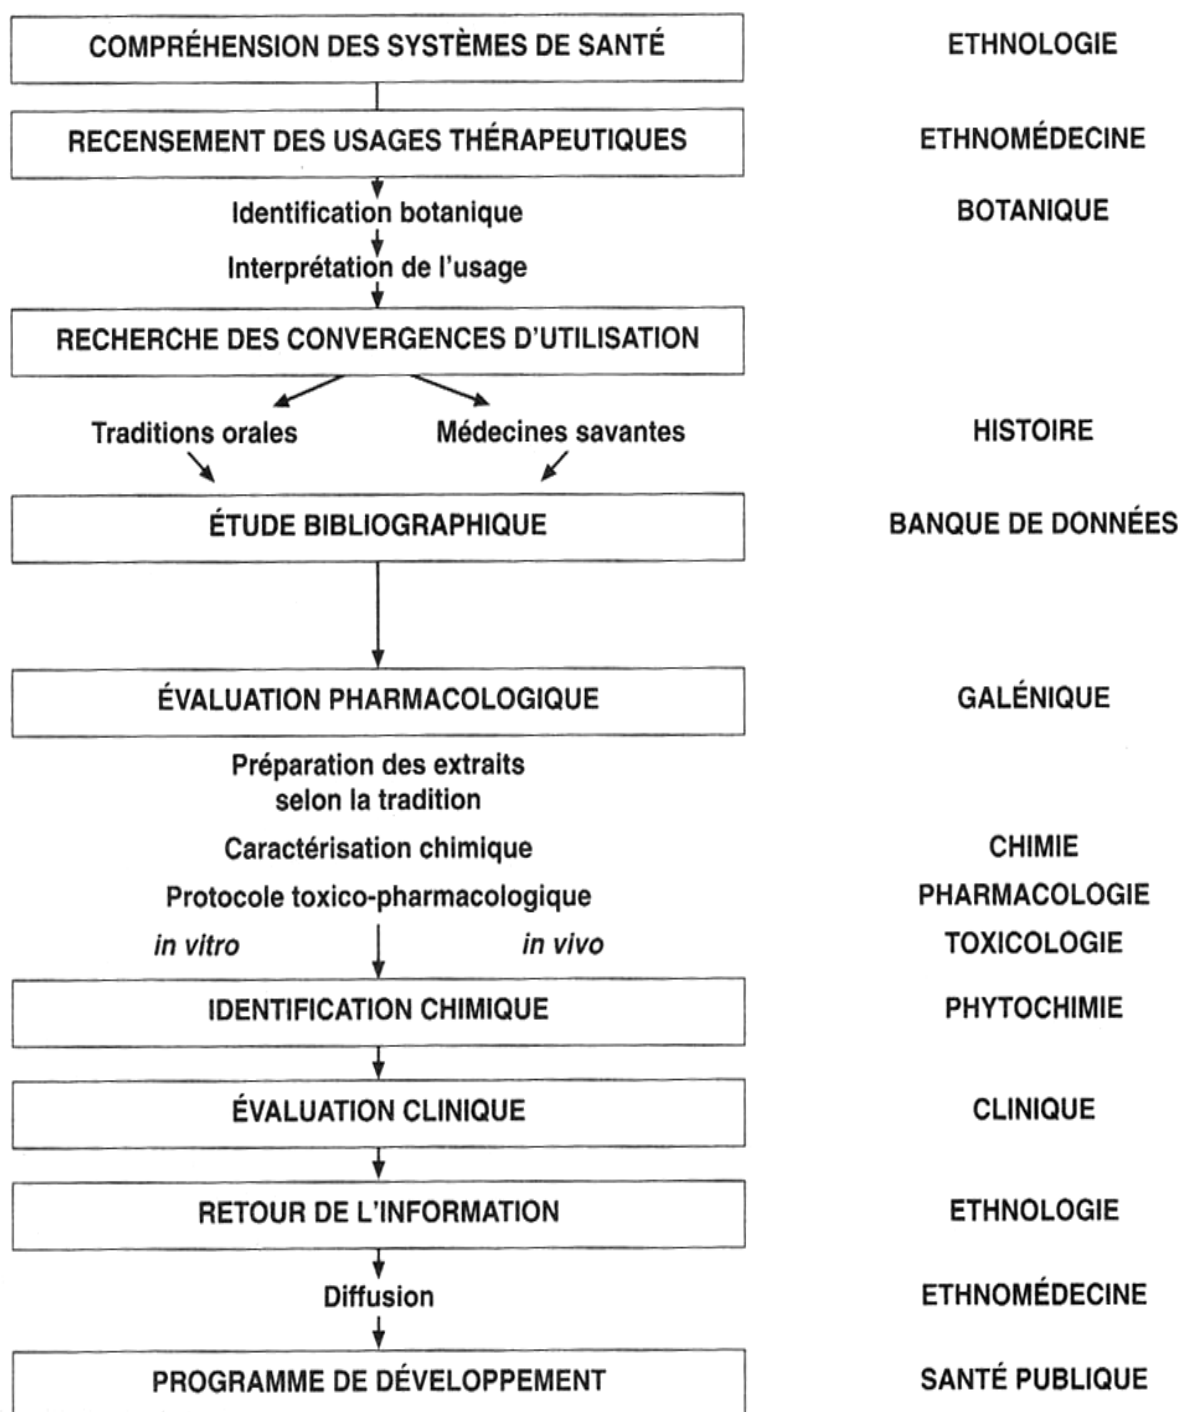 COMPRÉHENSION DES SYSTÈMES DE SANTÉ
ETHNOLOGIE
RECENSEMENT DES USAGES THÉRAPEUTIQUES
ETHNOMÉDECINE
Identification botanique
BOTANIQUE
Interprétation de l'usage
RECHERCHE DES CONVERGENCES D'UTILISATION
Traditions orales
Médecines savantes
HISTOIRE
ÉTUDE BIBLIOGRAPHIQUE
BANQUE DE DONNÉES
ÉVALUATION PHARMACOLOGIQUE
GALÉNIQUE
Préparation des extraits
selon la tradition
Caractérisation chimique
CHIMIE
Protocole toxico-pharmacologique
PHARMACOLOGIE
in vitro
in vivo
TOXICOLOGIE
IDENTIFICATION CHIMIQUE
PHYTOCHIMIE
ÉVALUATION CLINIQUE
CLINIQUE
RETOUR DE L'INFORMATION
ETHNOLOGIE
Diffusion
ETHNOMÉDECINE
PROGRAMME DE DÉVELOPPEMENT
SANTÉ PUBLIQUE